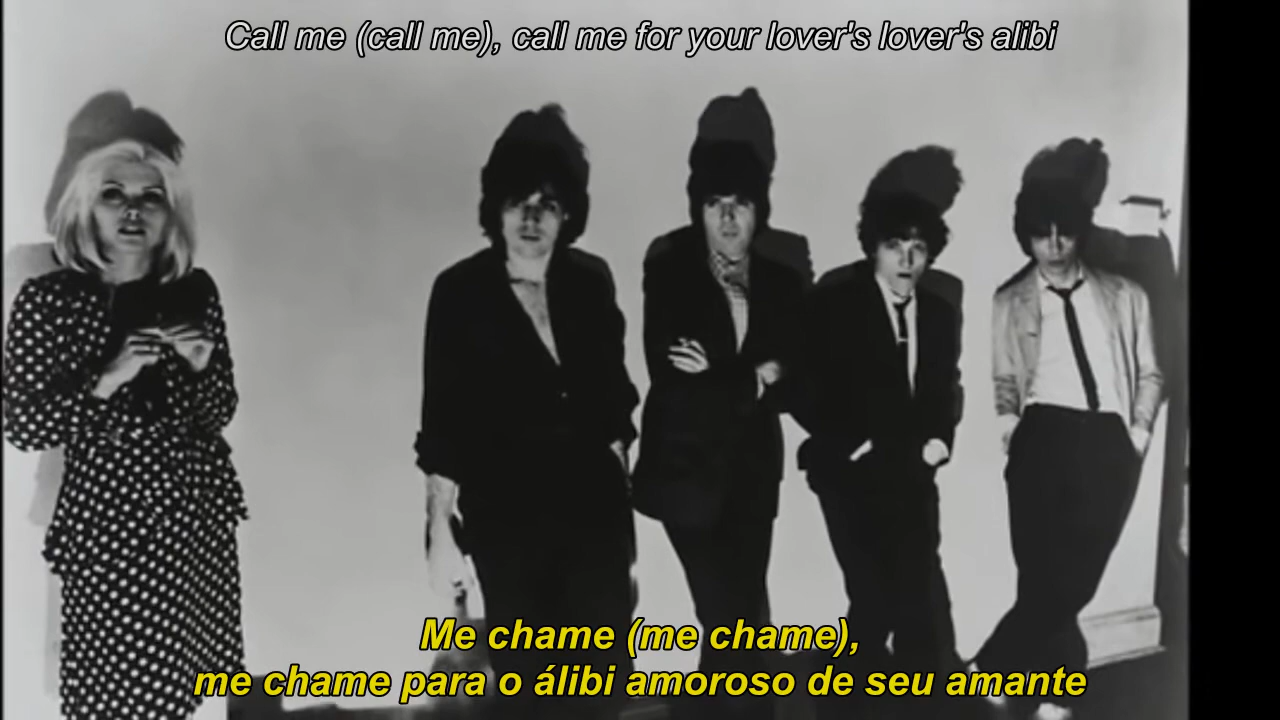 Call me (call me), call me for your lover's lover's alibi
Me chame (me chame),
me chame para o álibi amoroso de seu amante